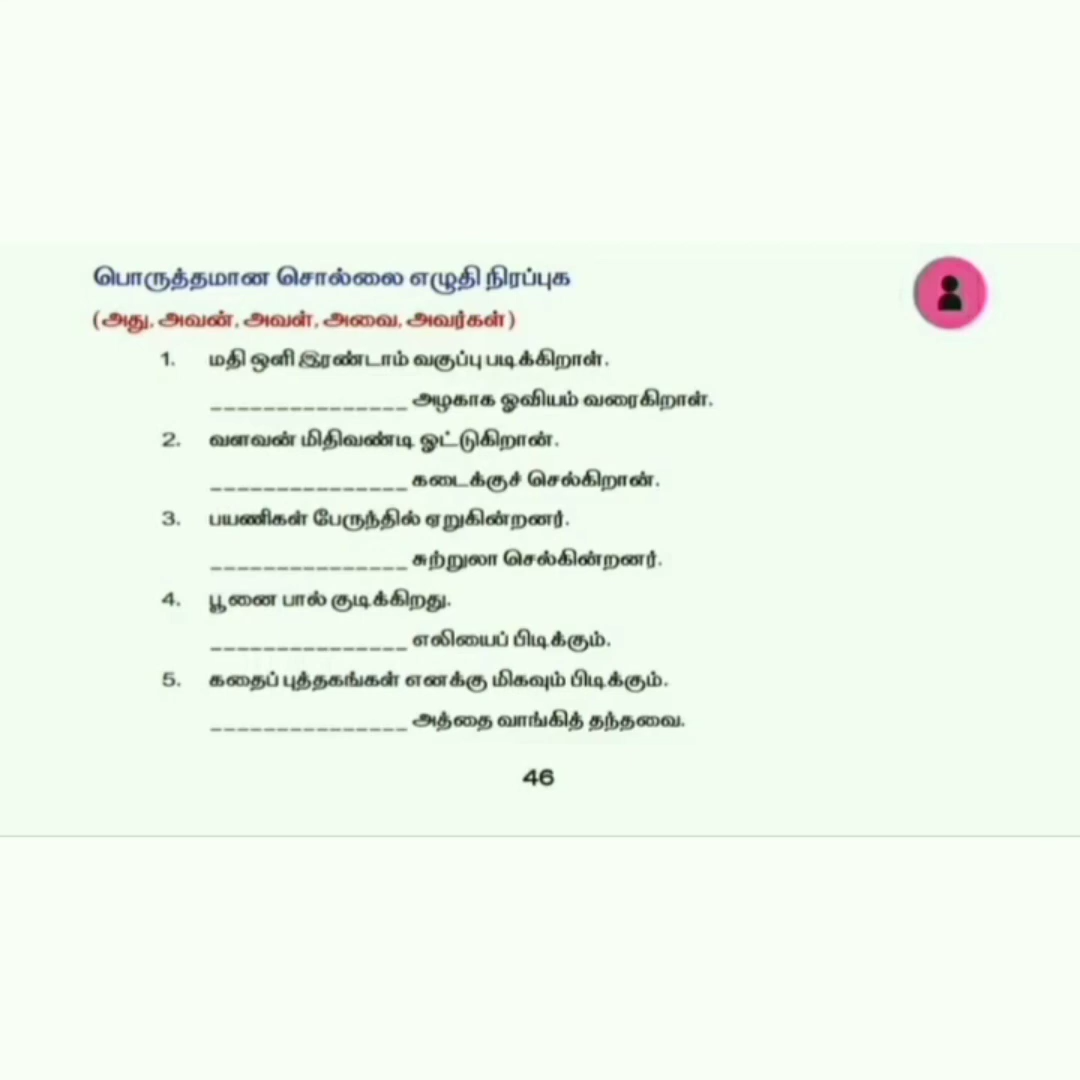 பொருத்தமான சொல்லை எழுதி நிரப்புக
(அது, அவன், அவள், அவை, அவர்கள்)
1. மதி ஒளி இரண்டாம் வகுப்பு படிக்கிறாள்.
_______________ அழகாக ஓவியம் வரைகிறாள்.
2. வளவன் மிதிவண்டி ஓட்டுகிறான்.
_______________ கடைக்குச் செல்கிறான்.
3. பயணிகள் பேருந்தில் ஏறுகின்றனர்.
_______________ சுற்றுலா செல்கின்றனர்.
4. பூனை பால் குடிக்கிறது.
_______________ எலியைப் பிடிக்கும்.
5. கதைப் புத்தகங்கள் எனக்கு மிகவும் பிடிக்கும்.
_______________ அத்தை வாங்கித் தந்தவை.
46